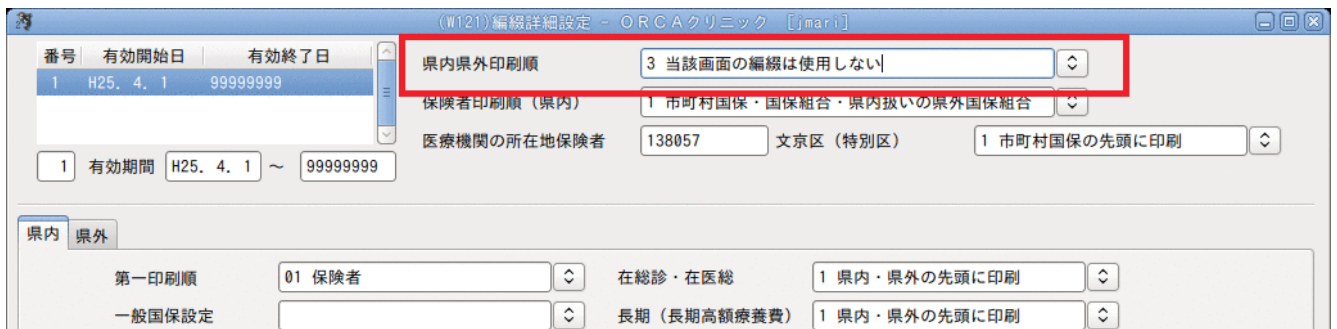 (W121)編綴詳細設定 - ORCAクリニック [jmari]
番号 有効開始日 有効終了日
1 H25. 4. 1 99999999
1 有効期間 H25. 4. 1 ～ 99999999
県内県外印刷順 3 当該画面の編綴は使用しない
保険者印刷順（県内） 1 市町村国保・国保組合・県内扱いの県外国保組合
医療機関の所在地保険者 138057 文京区（特別区） 1 市町村国保の先頭に印刷
県内 県外
第一印刷順 01 保険者 在総診・在医総 1 県内・県外の先頭に印刷
一般国保設定 長期（長期高額療養費） 1 県内・県外の先頭に印刷